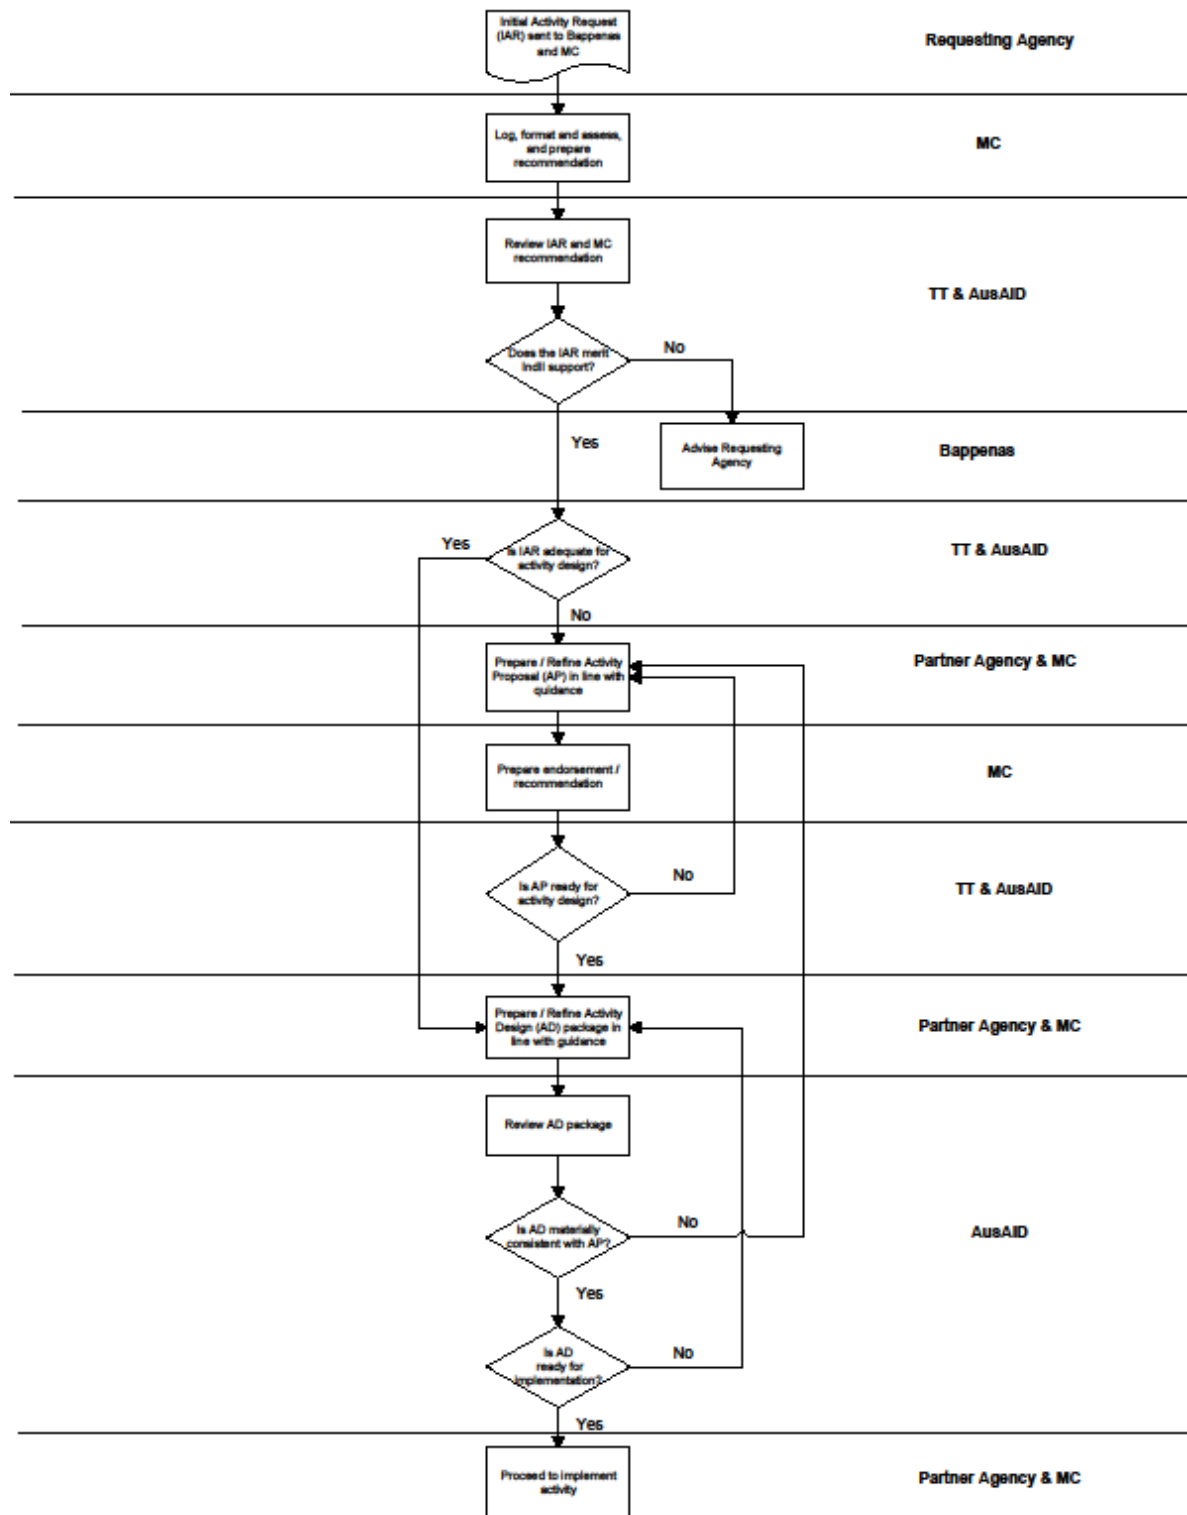 Initial Activity Request
(IAR) sent to Bappenas
and MC
Requesting Agency
Log, format and assess,
and prepare
recommendation
MC
Review IAR and MC
recommendation
TT & AusAID
Does the IAR merit
IndII support?
No
Yes
Advise Requesting
Agency
Bappenas
Yes
Is IAR adequate for
activity design?
TT & AusAID
No
Prepare / Refine Activity
Proposal (AP) in line with
guidance
Partner Agency & MC
Prepare endorsement /
recommendation
MC
Is AP ready for
activity design?
No
TT & AusAID
Yes
Prepare / Refine Activity
Design (AD) package in
line with guidance
Partner Agency & MC
Review AD package
Is AD materially
consistent with AP?
No
AusAID
Yes
Is AD
ready for
implementation?
No
Yes
Proceed to implement
activity
Partner Agency & MC